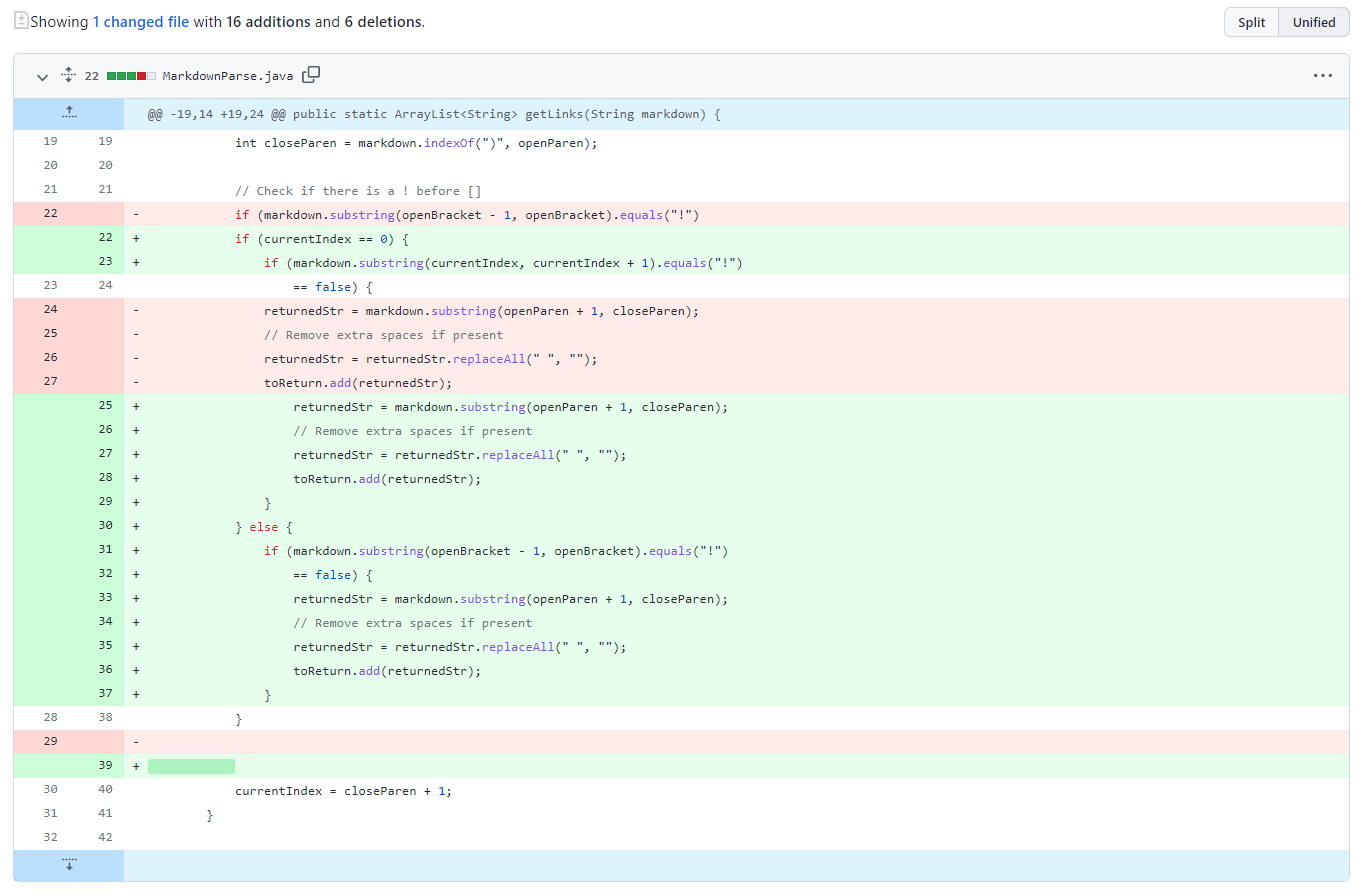 Showing 1 changed file with 16 additions and 6 deletions.
Split Unified
22 MarkdownParse.java
@@ -19,14 +19,24 @@ public static ArrayList<String> getLinks(String markdown) {
19 19 int closeParen = markdown.indexOf(")", openParen);
20 20
21 21 // Check if there is a ! before []
22 - if (markdown.substring(openBracket - 1, openBracket).equals("!")
22 + if (currentIndex == 0) {
23 + if (markdown.substring(currentIndex, currentIndex + 1).equals("!")
23 24 == false) {
24 - returnedStr = markdown.substring(openParen + 1, closeParen);
25 - // Remove extra spaces if present
26 - returnedStr = returnedStr.replaceAll(" ", "");
27 - toReturn.add(returnedStr);
25 + returnedStr = markdown.substring(openParen + 1, closeParen);
26 + // Remove extra spaces if present
27 + returnedStr = returnedStr.replaceAll(" ", "");
28 + toReturn.add(returnedStr);
29 + }
30 + } else {
31 + if (markdown.substring(openBracket - 1, openBracket).equals("!")
32 + == false) {
33 + returnedStr = markdown.substring(openParen + 1, closeParen);
34 + // Remove extra spaces if present
35 + returnedStr = returnedStr.replaceAll(" ", "");
36 + toReturn.add(returnedStr);
37 + }
28 38 }
29 -
39 +
30 40 currentIndex = closeParen + 1;
31 41 }
32 42